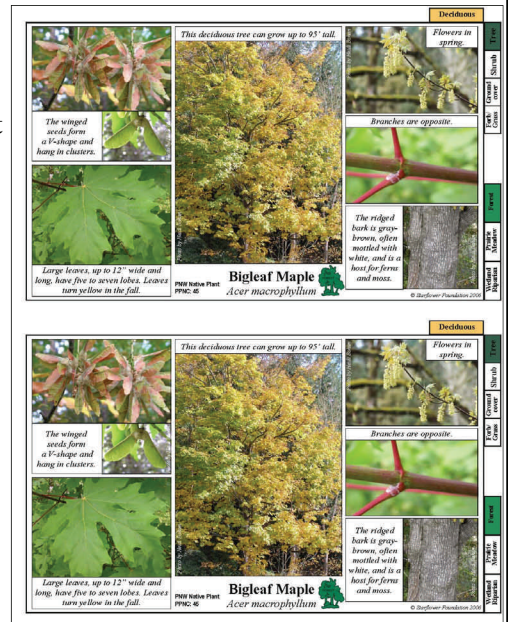 t
Deciduous
This deciduous tree can grow up to 95' tall.
Flowers in
spring.
Tree
Shrub
Ground
cover
Forb/
Grass
Forest
Prairie
Meadow
Wetland
Riparian
The winged
seeds form
a V-shape and
hang in clusters.
Branches are opposite.
The ridged
bark is gray-
brown, often
mottled with
white, and is a
host for ferns
and moss.
Large leaves, up to 12" wide and
long, have five to seven lobes. Leaves
turn yellow in the fall.
PNW Native Plant
PPNC: 45
Bigleaf Maple
Acer macrophyllum
© Starflower Foundation 2006
Deciduous
This deciduous tree can grow up to 95' tall.
Flowers in
spring.
Tree
Shrub
Ground
cover
Forb/
Grass
Forest
Prairie
Meadow
Wetland
Riparian
The winged
seeds form
a V-shape and
hang in clusters.
Branches are opposite.
The ridged
bark is gray-
brown, often
mottled with
white, and is a
host for ferns
and moss.
Large leaves, up to 12" wide and
long, have five to seven lobes. Leaves
turn yellow in the fall.
PNW Native Plant
PPNC: 45
Bigleaf Maple
Acer macrophyllum
© Starflower Foundation 2006